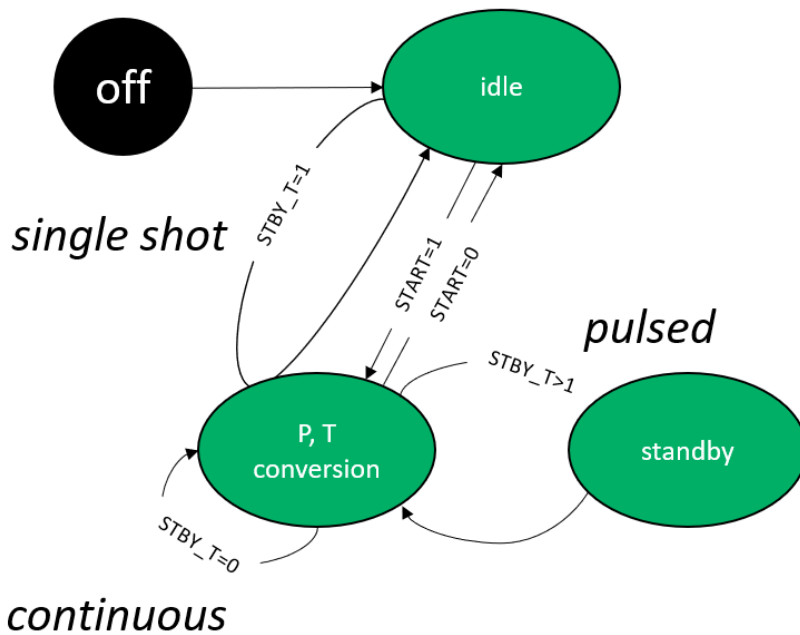 off
idle
STBY_T=1
single shot
START=1
START=0
pulsed
STBY_T>1
P, T
conversion
standby
STBY_T=0
continuous